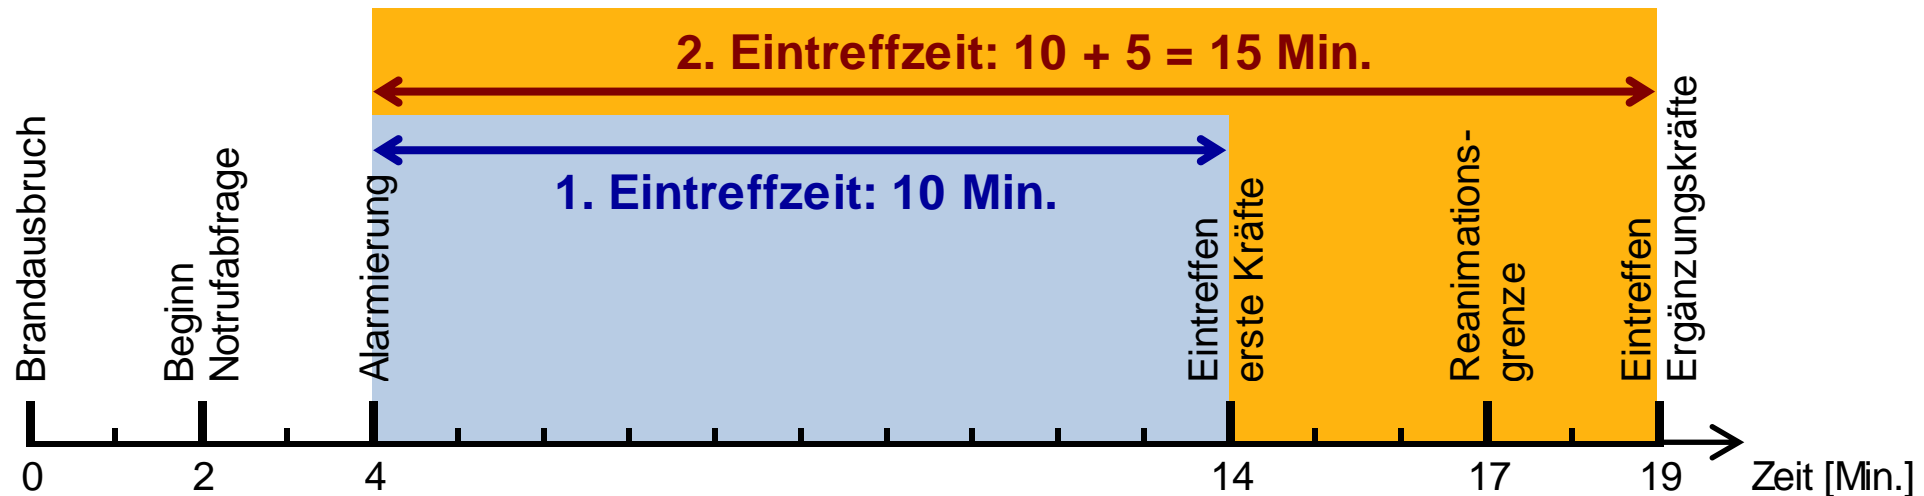 2. Eintreffzeit: 10 + 5 = 15 Min.
1. Eintreffzeit: 10 Min.
Brandausbruch
Beginn
Notrufabfrage
Alarmierung
Eintreffen
erste Kräfte
Reanimations-
grenze
Eintreffen
Ergänzungskräfte
0 2 4 14 17 19 Zeit [Min.]